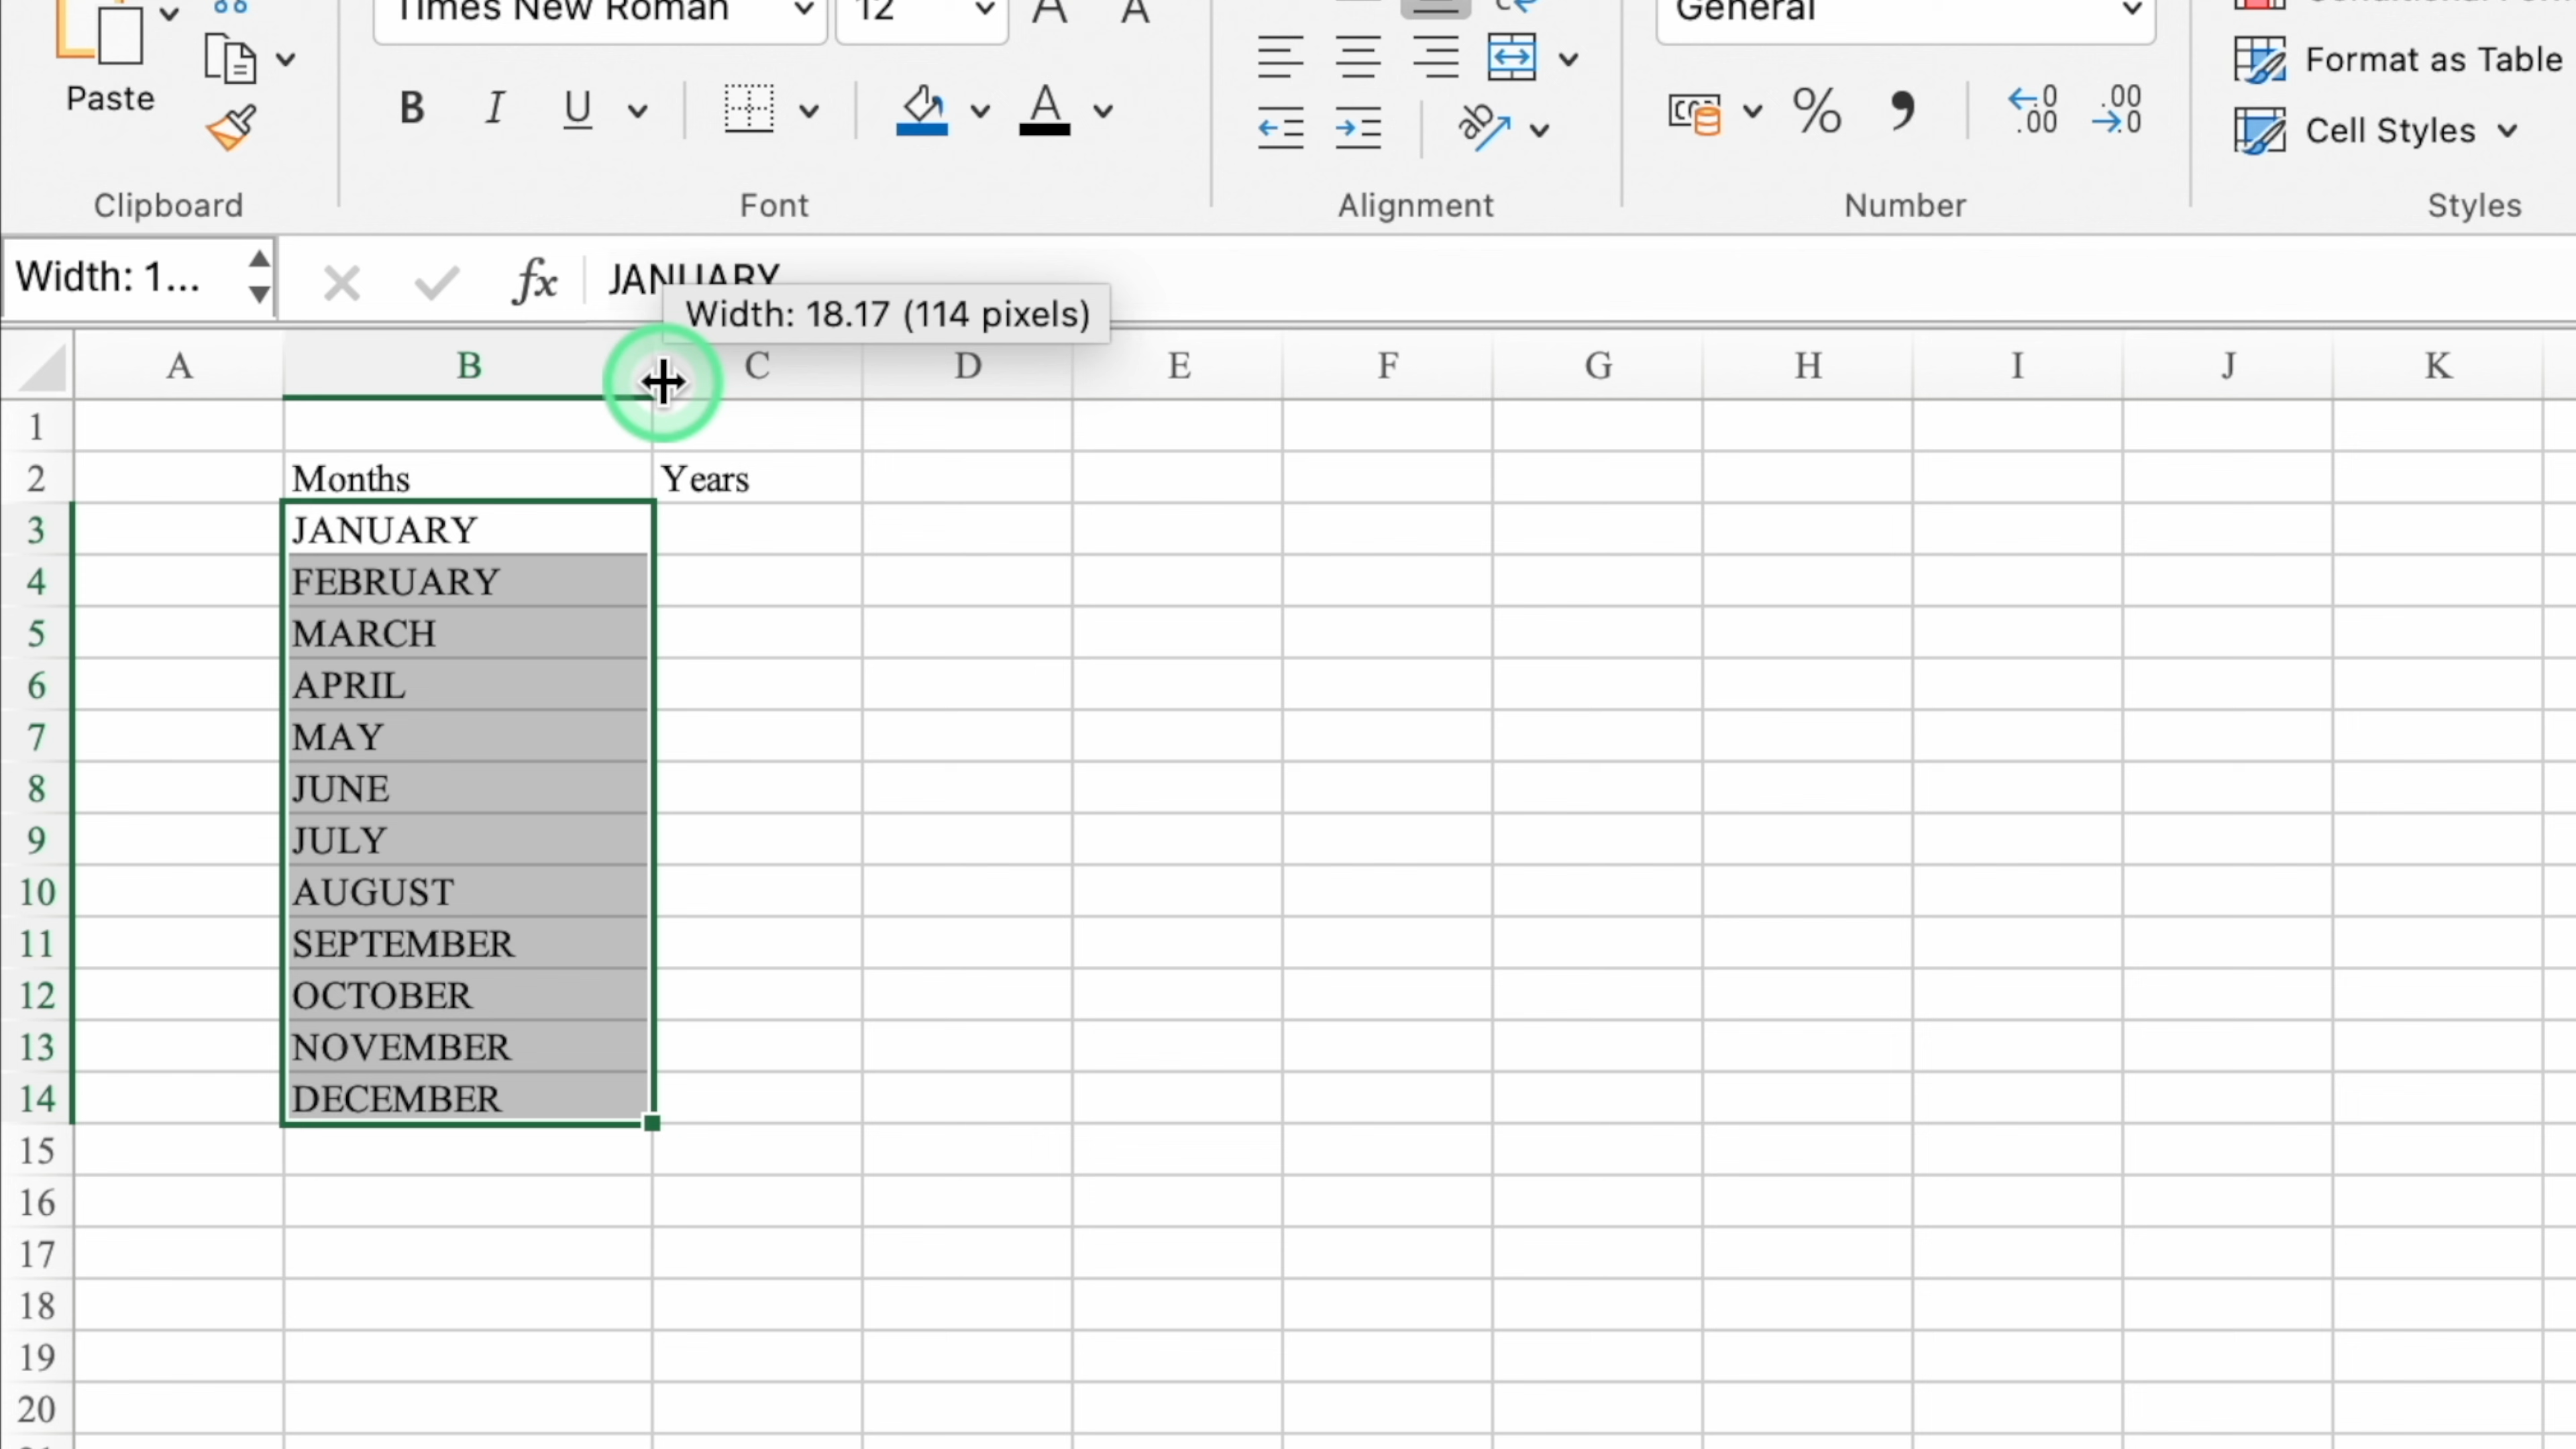 Times New Roman
12
General
Format as Table
Paste
B I U
Cell Styles
Clipboard
Font
Alignment
Number
Styles
Width: 1...
fx
JANUARY
Width: 18.17 (114 pixels)
A B C D E F G H I J K
1
2 Months Years
3 JANUARY
4 FEBRUARY
5 MARCH
6 APRIL
7 MAY
8 JUNE
9 JULY
10 AUGUST
11 SEPTEMBER
12 OCTOBER
13 NOVEMBER
14 DECEMBER
15
16
17
18
19
20